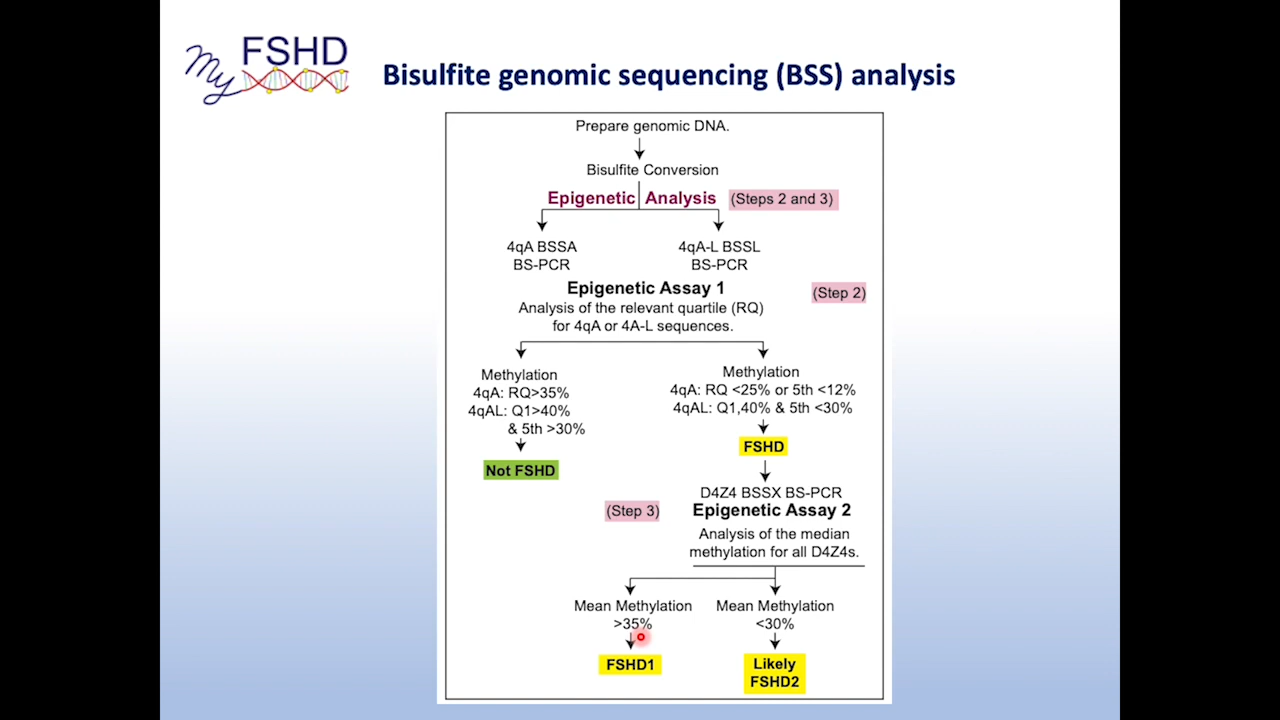 My FSHD
Bisulfite genomic sequencing (BSS) analysis
Prepare genomic DNA.
Bisulfite Conversion
Epigenetic Analysis (Steps 2 and 3)
4qA BSSA
BS-PCR
4qA-L BSSL
BS-PCR
Epigenetic Assay 1
(Step 2)
Analysis of the relevant quartile (RQ)
for 4qA or 4A-L sequences.
Methylation
4qA: RQ>35%
4qAL: Q1>40%
& 5th >30%
Not FSHD
Methylation
4qA: RQ <25% or 5th <12%
4qAL: Q1,40% & 5th <30%
FSHD
D4Z4 BSSX BS-PCR
(Step 3)
Epigenetic Assay 2
Analysis of the median
methylation for all D4Z4s.
Mean Methylation
>35%
FSHD1
Mean Methylation
<30%
Likely
FSHD2